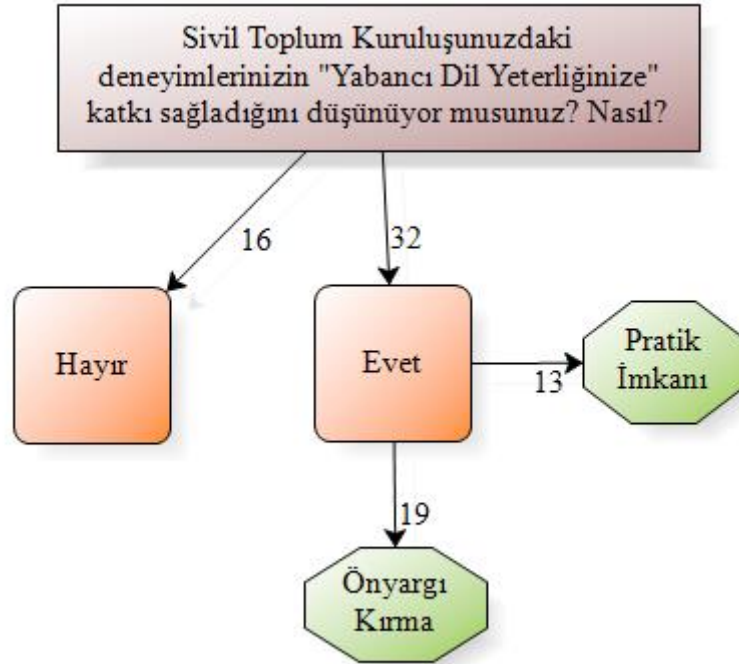 Sivil Toplum Kuruluşunuzdaki
deneyimlerinizin "Yabancı Dil Yeterliğinize"
katkı sağladığını düşünüyor musunuz? Nasıl?
16
32
Hayır
Evet
13
Pratik
İmkanı
19
Önyargı
Kırma